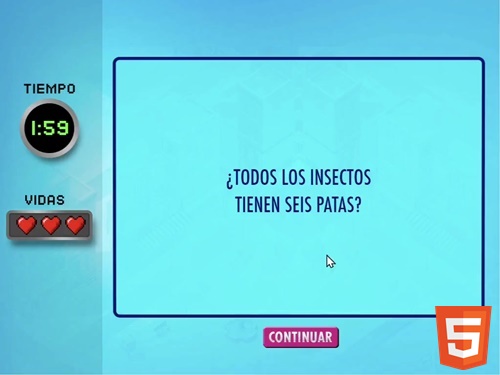 TIEMPO
1:59
VIDAS
¿TODOS LOS INSECTOS
TIENEN SEIS PATAS?
CONTINUAR
5